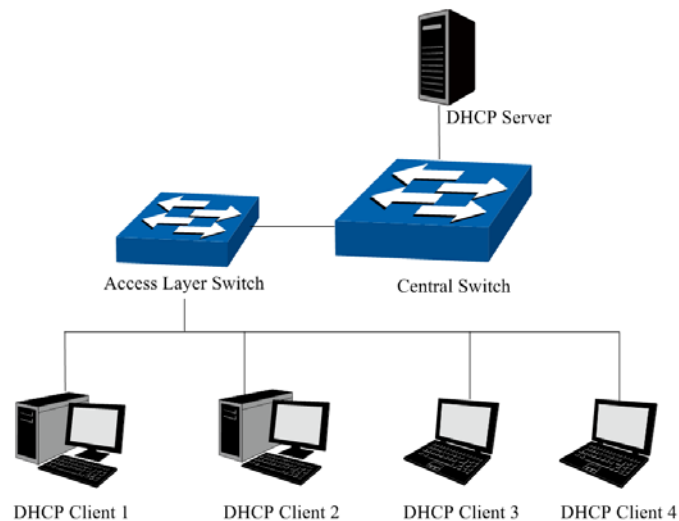 DHCP Server
Access Layer Switch
Central Switch
DHCP Client 1
DHCP Client 2
DHCP Client 3
DHCP Client 4